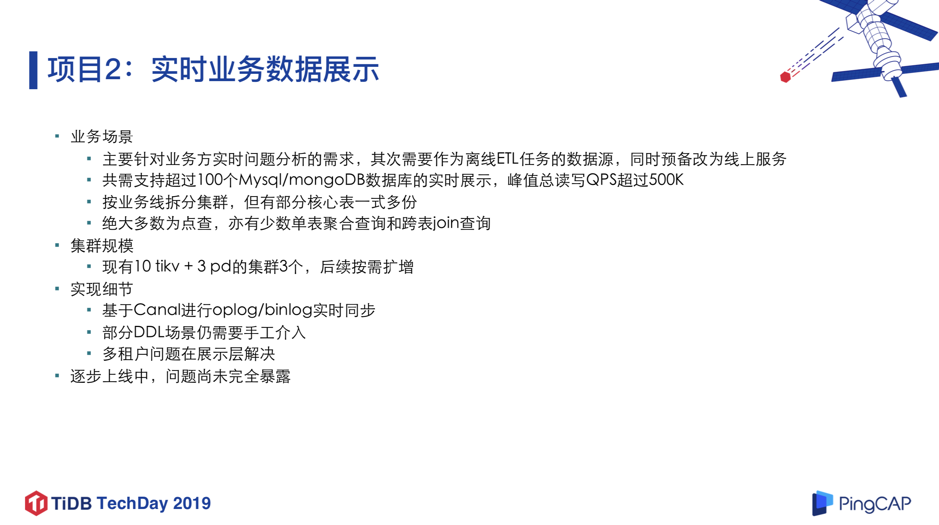 项目2：实时业务数据展示
▪ 业务场景
▪ 主要针对业务方实时问题分析的需求，其次需要作为离线ETL任务的数据源，同时预备改为线上服务
▪ 共需支持超过100个Mysql/mongoDB数据库的实时展示，峰值总读写QPS超过500K
▪ 按业务线拆分集群，但有部分核心表一式多份
▪ 绝大多数为点查，亦有少数单表聚合查询和跨表join查询
▪ 集群规模
▪ 现有10 tikv + 3 pd的集群3个，后续按需扩增
▪ 实现细节
▪ 基于Canal进行oplog/binlog实时同步
▪ 部分DDL场景仍需要手工介入
▪ 多租户问题在展示层解决
▪ 逐步上线中，问题尚未完全暴露
TiDB TechDay 2019
PingCAP